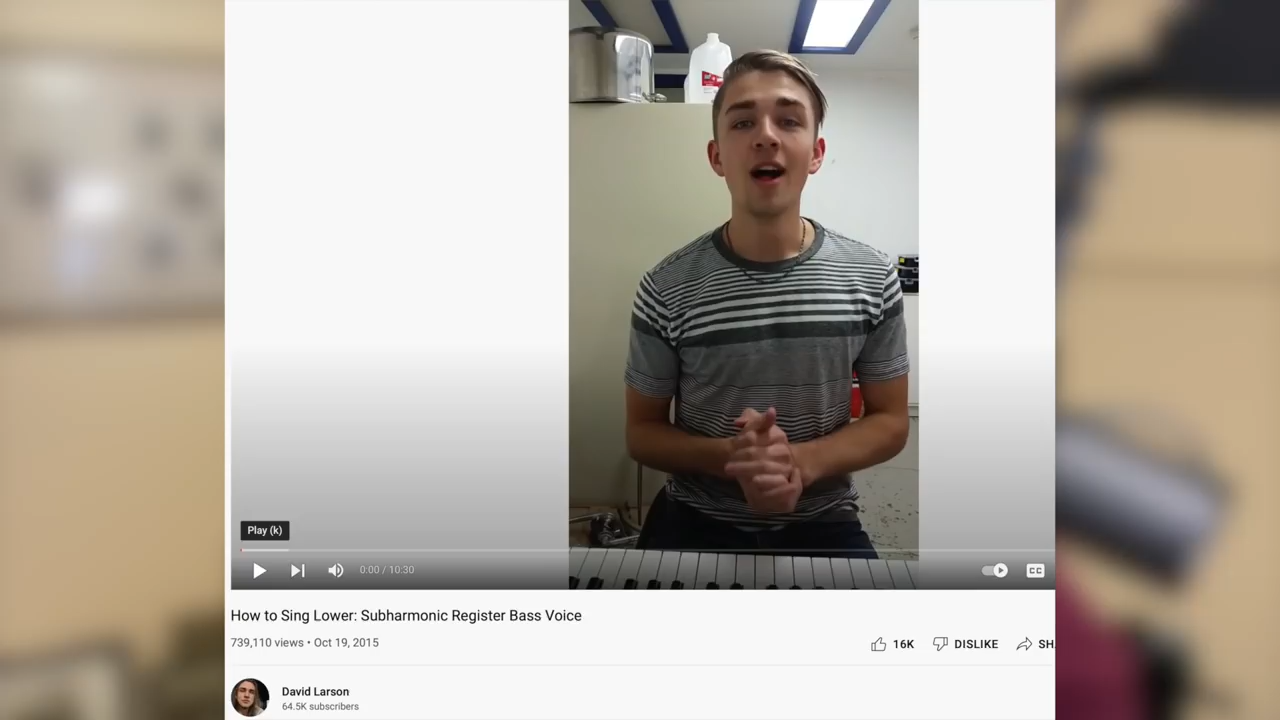 Play (k)
0:00 / 10:30
CC
How to Sing Lower: Subharmonic Register Bass Voice
739,110 views • Oct 19, 2015
16K
DISLIKE
SH
David Larson
64.5K subscribers